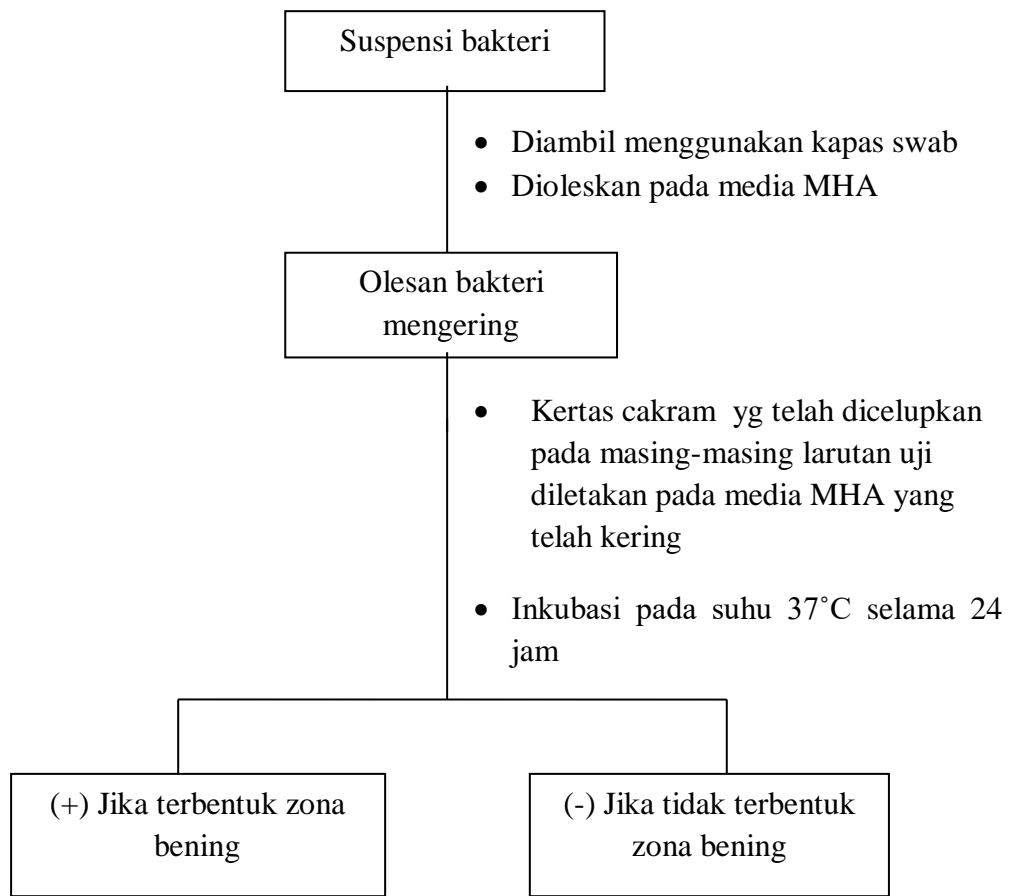 Suspensi bakteri
• Diambil menggunakan kapas swab
• Dioleskan pada media MHA
Olesan bakteri
mengering
• Kertas cakram yg telah dicelupkan
pada masing-masing larutan uji
diletakan pada media MHA yang
telah kering
• Inkubasi pada suhu 37˚C selama 24
jam
(+) Jika terbentuk zona
bening
(-) Jika tidak terbentuk
zona bening